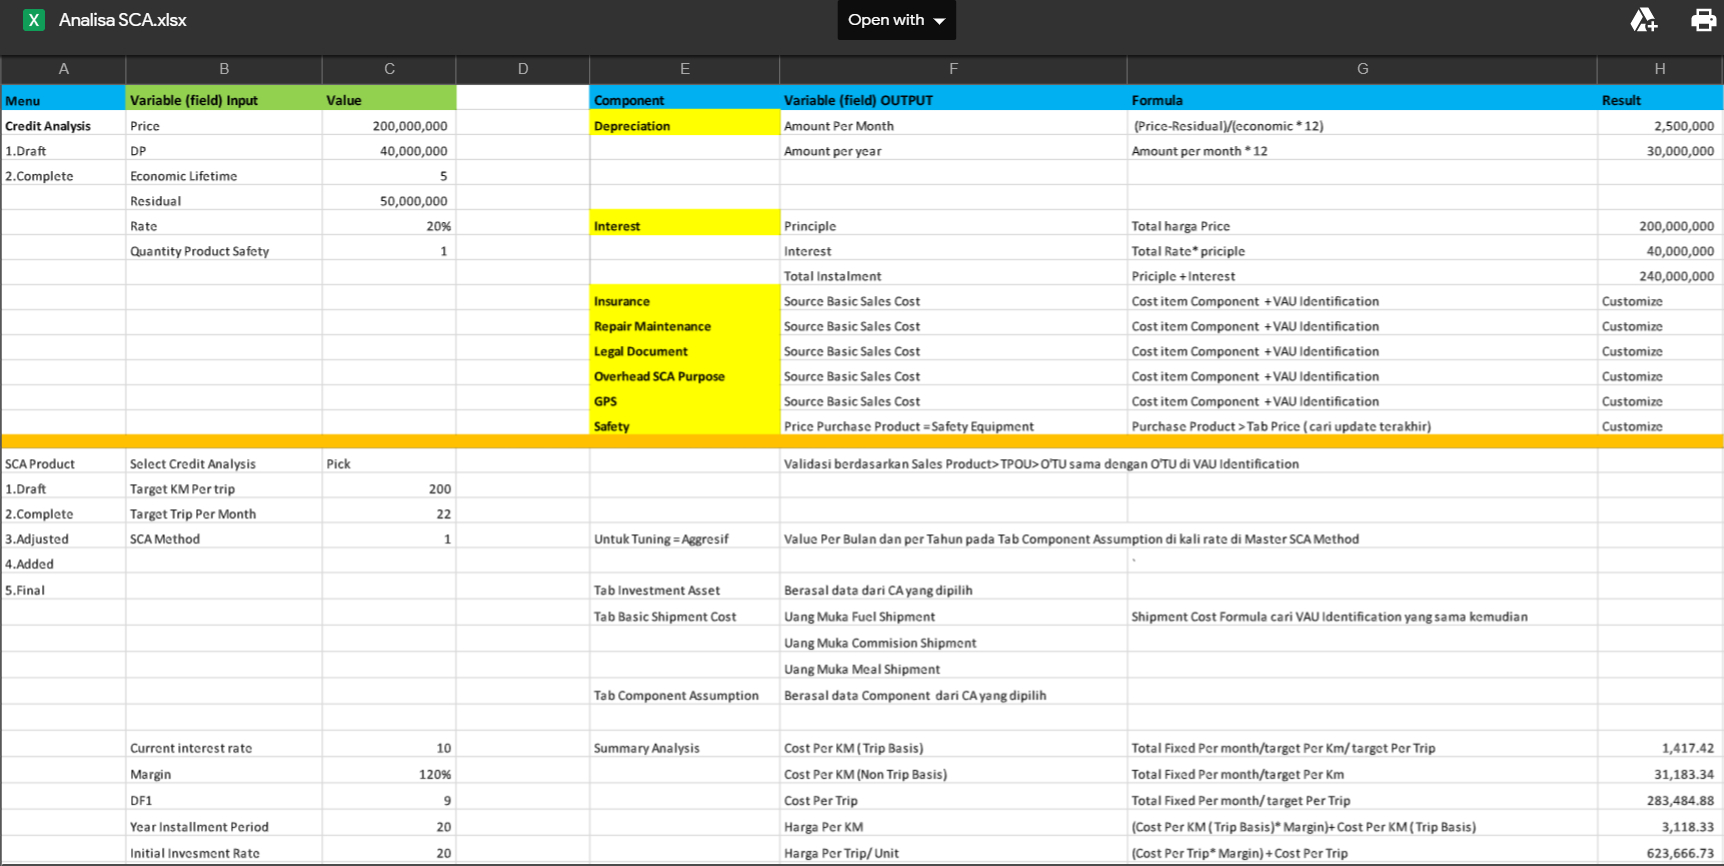 X Analisa SCA.xlsx Open with
A B C D E F G H
Menu Variable (field) Input Value Component Variable (field) OUTPUT Formula Result
Credit Analysis Price 200,000,000 Depreciation Amount Per Month (Price-Residual)/(economic * 12) 2,500,000
1.Draft DP 40,000,000 Amount per year Amount per month * 12 30,000,000
2.Complete Economic Lifetime 5
Residual 50,000,000
Rate 20% Interest Principle Total harga Price 200,000,000
Quantity Product Safety 1 Interest Total Rate* priciple 40,000,000
Total Instalment Priciple + Interest 240,000,000
Insurance Source Basic Sales Cost Cost item Component + VAU Identification Customize
Repair Maintenance Source Basic Sales Cost Cost item Component + VAU Identification Customize
Legal Document Source Basic Sales Cost Cost item Component + VAU Identification Customize
Overhead SCA Purpose Source Basic Sales Cost Cost item Component + VAU Identification Customize
GPS Source Basic Sales Cost Cost item Component + VAU Identification Customize
Safety Price Purchase Product = Safety Equipment Purchase Product > Tab Price ( cari update terakhir) Customize
SCA Product Select Credit Analysis Pick Validasi berdasarkan Sales Product> TPOU> O'TU sama dengan O'TU di VAU Identification
1.Draft Target KM Per trip 200
2.Complete Target Trip Per Month 22
3.Adjusted SCA Method 1 Untuk Tuning = Aggresif Value Per Bulan dan per Tahun pada Tab Component Assumption di kali rate di Master SCA Method
4.Added `
5.Final Tab Investment Asset Berasal data dari CA yang dipilih
Tab Basic Shipment Cost Uang Muka Fuel Shipment Shipment Cost Formula cari VAU Identification yang sama kemudian
Uang Muka Commision Shipment
Uang Muka Meal Shipment
Tab Component Assumption Berasal data Component dari CA yang dipilih
Current interest rate 10 Summary Analysis Cost Per KM ( Trip Basis) Total Fixed Per month/target Per Km/ target Per Trip 1,417.42
Margin 120% Cost Per KM (Non Trip Basis) Total Fixed Per month/target Per Km 31,183.34
DF1 9 Cost Per Trip Total Fixed Per month/ target Per Trip 283,484.88
Year Installment Period 20 Harga Per KM (Cost Per KM ( Trip Basis)* Margin)+ Cost Per KM ( Trip Basis) 3,118.33
Initial Invesment Rate 20 Harga Per Trip/ Unit (Cost Per Trip* Margin) + Cost Per Trip 623,666.73